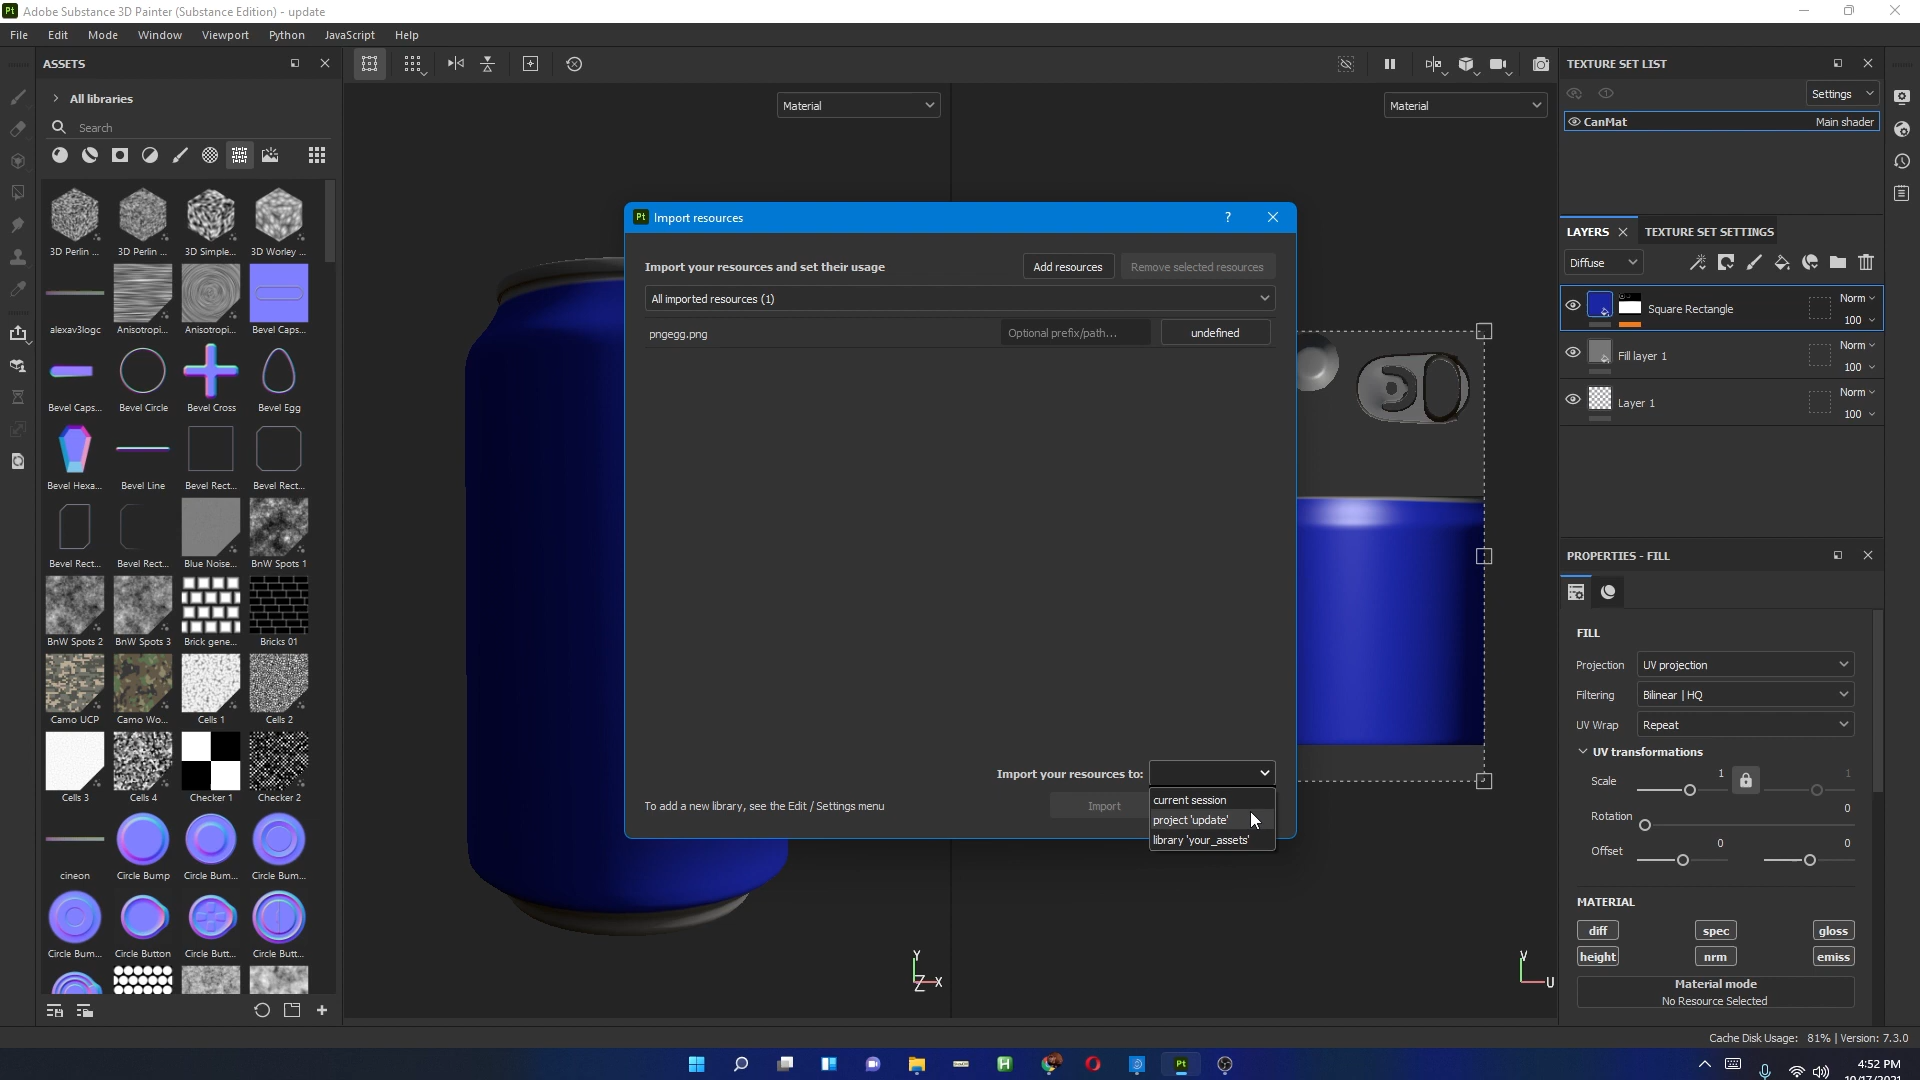 Pt Adobe Substance 3D Painter (Substance Edition) - update
File Edit Mode Window Viewport Python JavaScript Help
ASSETS
All libraries
Search
3D Perlin ... 3D Perlin ... 3D Simple... 3D Worley ...
alexav3logc Anisotropi... Anisotropi... Bevel Caps...
Bevel Caps... Bevel Circle Bevel Cross Bevel Egg
Bevel Hexa... Bevel Line Bevel Rect... Bevel Rect...
Bevel Rect... Bevel Rect... Blue Noise... BnW Spots 1
BnW Spots 2 BnW Spots 3 Brick gene... Bricks 01
Camo UCP Camo Wo... Cells 1 Cells 2
Cells 3 Cells 4 Checker 1 Checker 2
cineon Circle Bump Circle Bum... Circle Bum...
Circle Bum... Circle Button Circle Butt... Circle Butt...
Material
Material
Pt Import resources
?
Import your resources and set their usage
Add resources
Remove selected resources
All imported resources (1)
pngegg.png
Optional prefix/path...
undefined
Import your resources to:
current session
project 'update'
library 'your_assets'
To add a new library, see the Edit / Settings menu
Import
Y
Z
X
V
U
TEXTURE SET LIST
Settings
CanMat
Main shader
LAYERS
TEXTURE SET SETTINGS
Diffuse
Square Rectangle
Norm
100
Fill layer 1
Norm
100
Layer 1
Norm
100
PROPERTIES - FILL
FILL
Projection UV projection
Filtering Bilinear | HQ
UV Wrap Repeat
UV transformations
Scale 1 1
Rotation 0
Offset 0 0
MATERIAL
diff spec gloss
height nrm emiss
Material mode
No Resource Selected
Cache Disk Usage: 81% | Version: 7.3.0
H
Pt
4:52 PM
10/17/2021